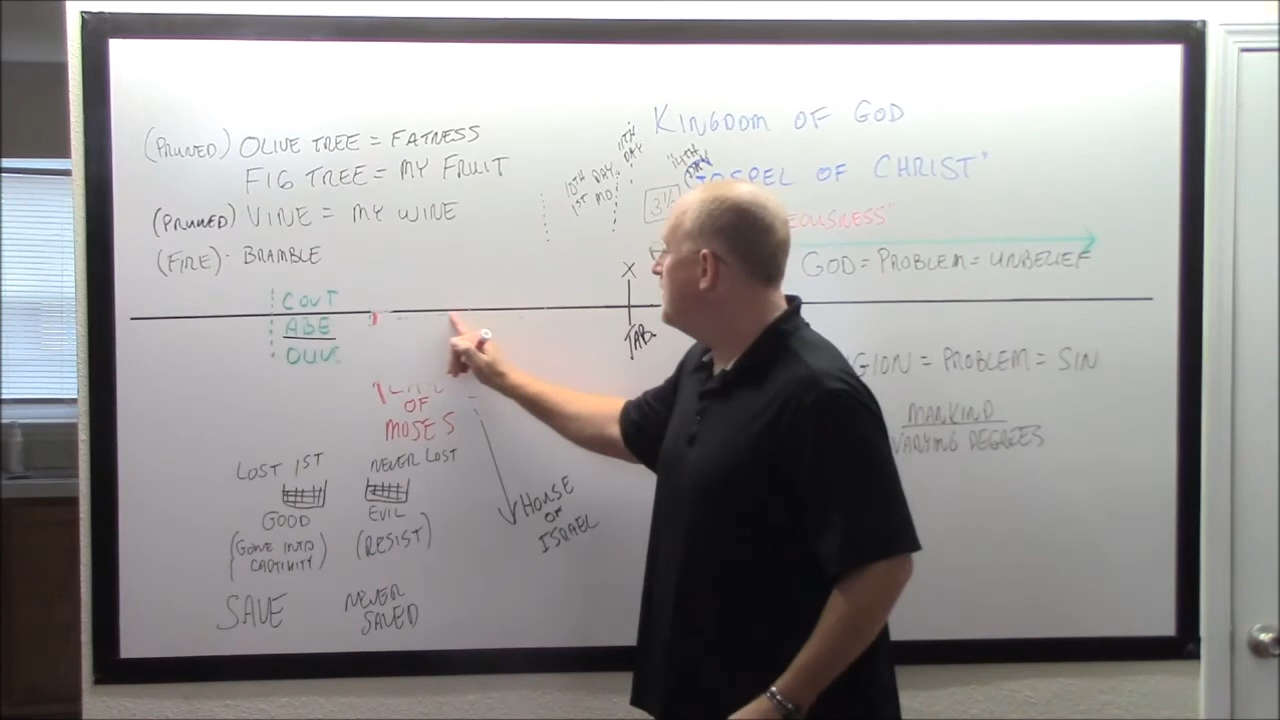 (PRUNED) OLIVE TREE = FATNESS
FIG TREE = MY FRUIT
(PRUNED) VINE = MY WINE
(FIRE) - BRAMBLE
COVT
ABE
OLIVE
OF
MOSES
LOST 1ST
GOOD
(GONE INTO
CAPTIVITY)
SAVE
NEVER LOST
EVIL
(RESIST)
NEVER
SAVED
HOUSE
OF
ISRAEL
10TH DAY
1ST MO.
11TH
DAY
14TH
DAY
3½
X
TAB.
KINGDOM OF GOD
GOSPEL OF CHRIST"
EOUSNESS"
GOD = PROBLEM = UNBELIEF
GION = PROBLEM = SIN
MANKIND
VARYING DEGREES